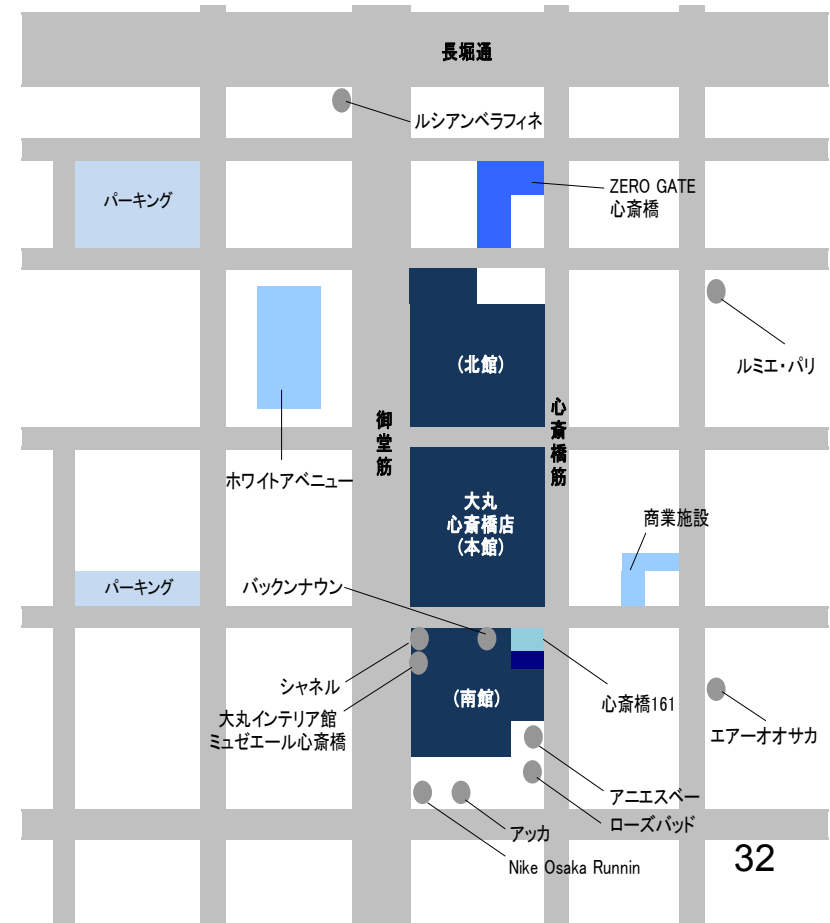 長堀通
ルシアンペラフィネ
パーキング
ZERO GATE
心斎橋
ルミエ・パリ
(北館)
御堂筋
心斎橋筋
ホワイトアベニュー
大丸
心斎橋店
(本館)
商業施設
パーキング
バックンナウン
シャネル
(南館)
心斎橋161
大丸インテリア館
ミュゼエール心斎橋
エアーオオサカ
アニエスベー
ローズバッド
アッカ
Nike Osaka Runnin
32